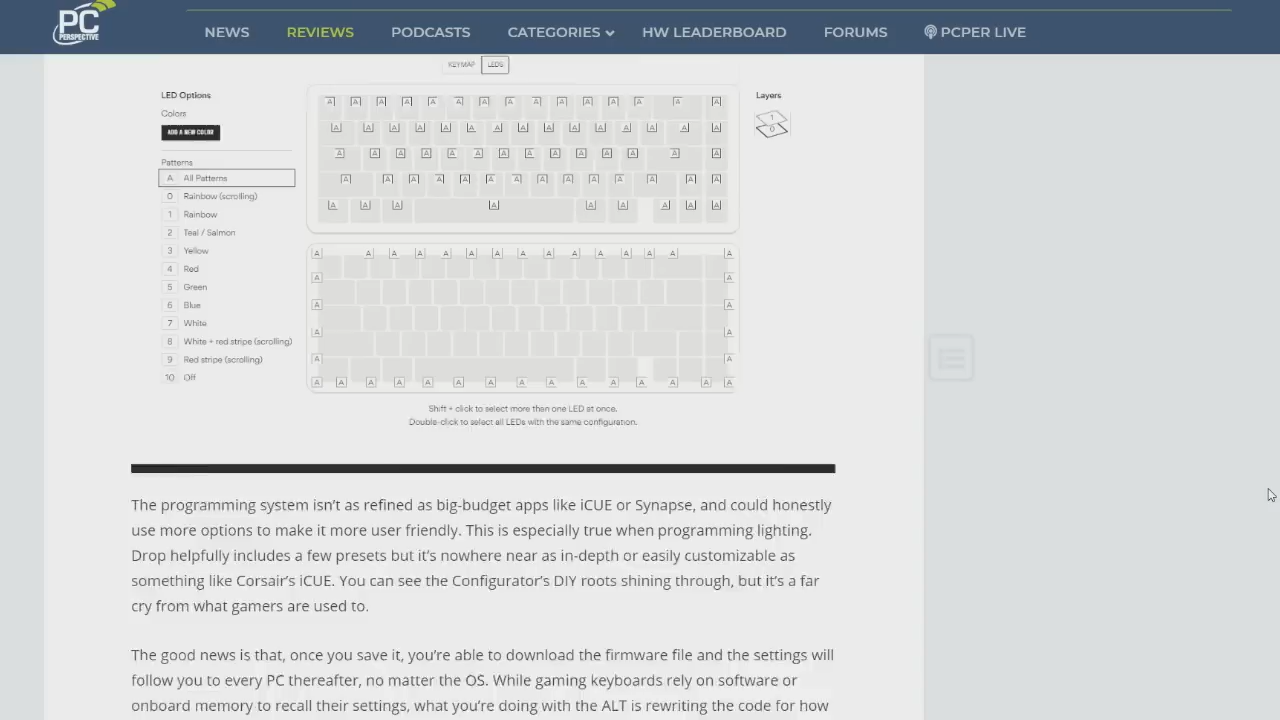 PC
PERSPECTIVE
NEWS
REVIEWS
PODCASTS
CATEGORIES
HW LEADERBOARD
FORUMS
PCPER LIVE
KEYMAP
LEDS
LED Options
Colors
ADD A NEW COLOR
Patterns
A All Patterns
0 Rainbow (scrolling)
1 Rainbow
2 Teal / Salmon
3 Yellow
4 Red
5 Green
6 Blue
7 White
8 White + red stripe (scrolling)
9 Red stripe (scrolling)
10 Off
A A A A A A A A A A A A A A A
A A A A A A A A A A A A A A A
A A A A A A A A A A A A A A
A A A A A A A A A A A A A A
A A A A A A A A A
A A A A A A A A A A A A A A A
A A
A A
A A
A A
A A A A A A A A A A A A A A A
Layers
1
0
Shift + click to select more than one LED at once.
Double-click to select all LEDs with the same configuration.
The programming system isn't as refined as big-budget apps like iCUE or Synapse, and could honestly
use more options to make it more user friendly. This is especially true when programming lighting.
Drop helpfully includes a few presets but it's nowhere near as in-depth or easily customizable as
something like Corsair's iCUE. You can see the Configurator's DIY roots shining through, but it's a far
cry from what gamers are used to.
The good news is that, once you save it, you're able to download the firmware file and the settings will
follow you to every PC thereafter, no matter the OS. While gaming keyboards rely on software or
onboard memory to recall their settings, what you're doing with the ALT is rewriting the code for how